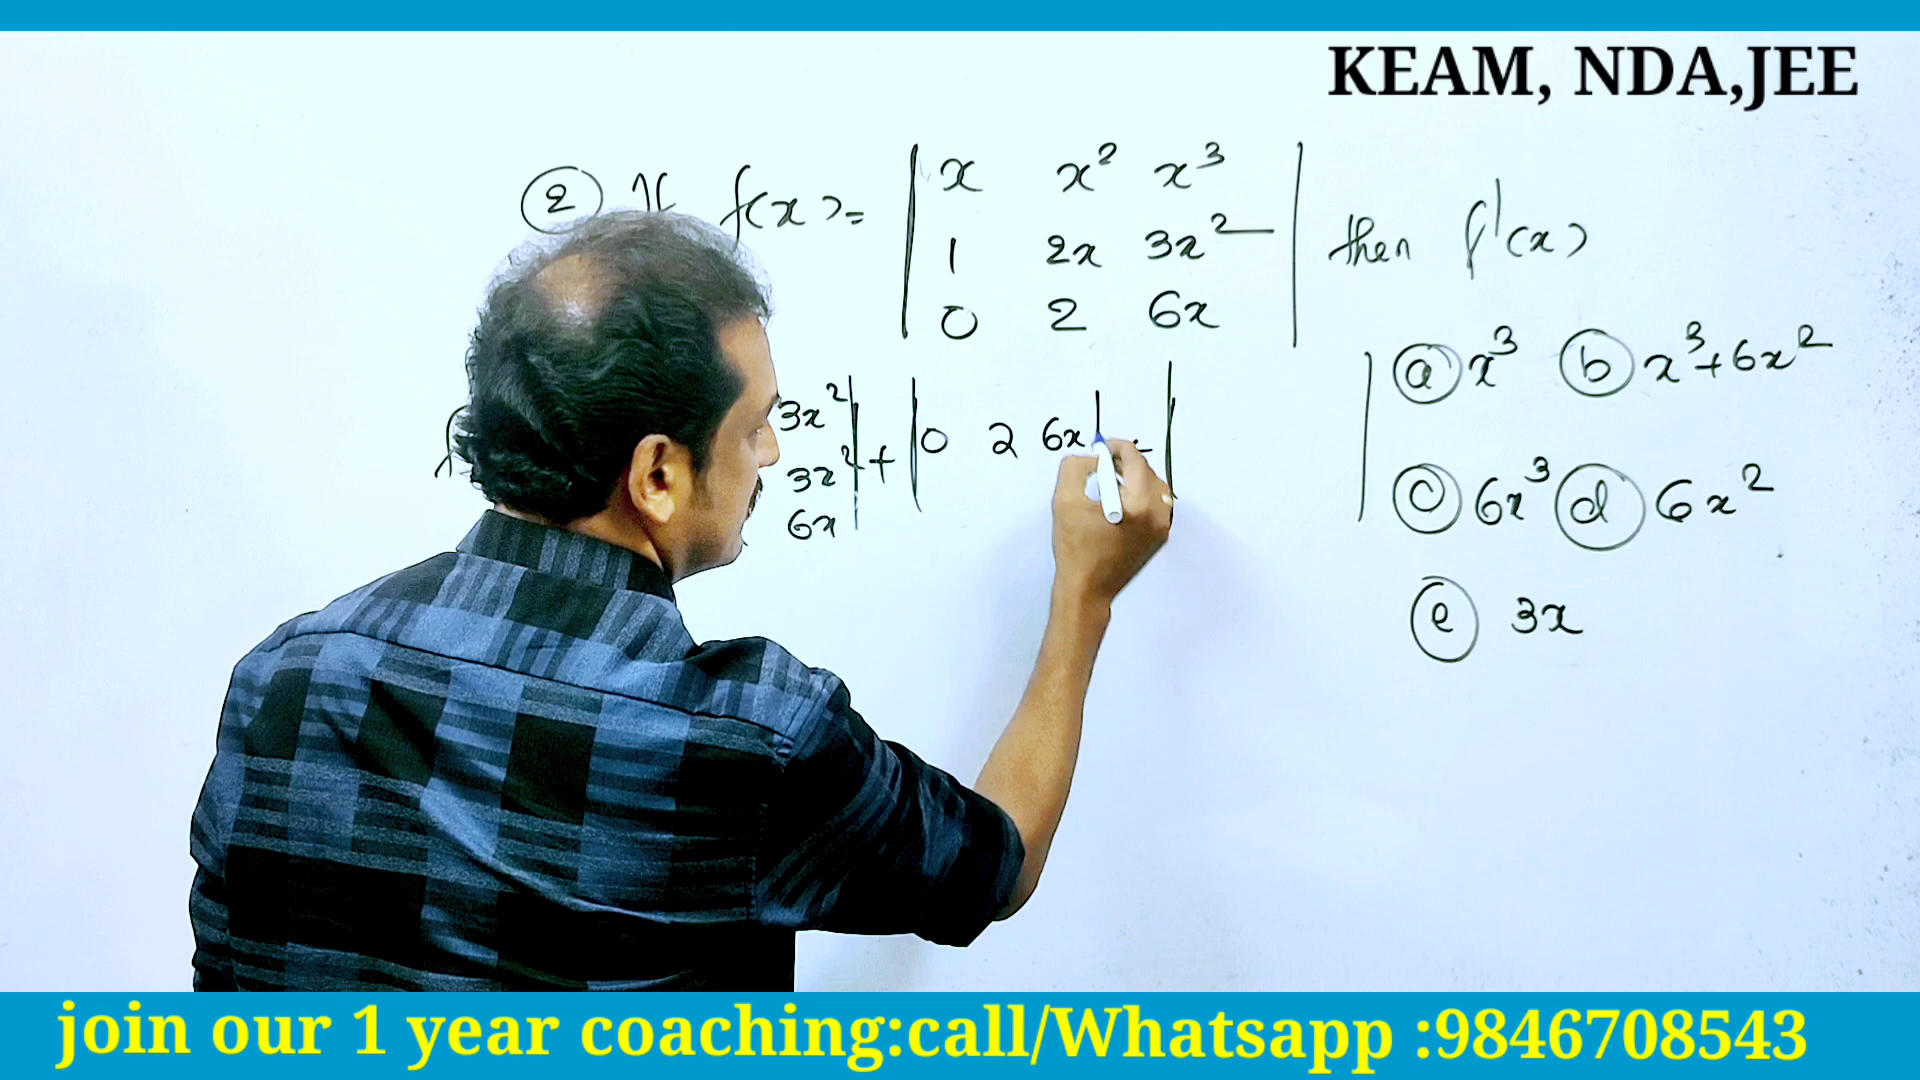 KEAM, NDA,JEE
② If f(x)= | x x² x³ |
| 1 2x 3x² | then f'(x)
| 0 2 6x |
ⓐ x³ ⓑ x³+6x²
3x² | + | 0 2 6x |
3x²
6x
ⓒ 6x³ ⓓ 6x²
ⓔ 3x
join our 1 year coaching:call/Whatsapp :9846708543